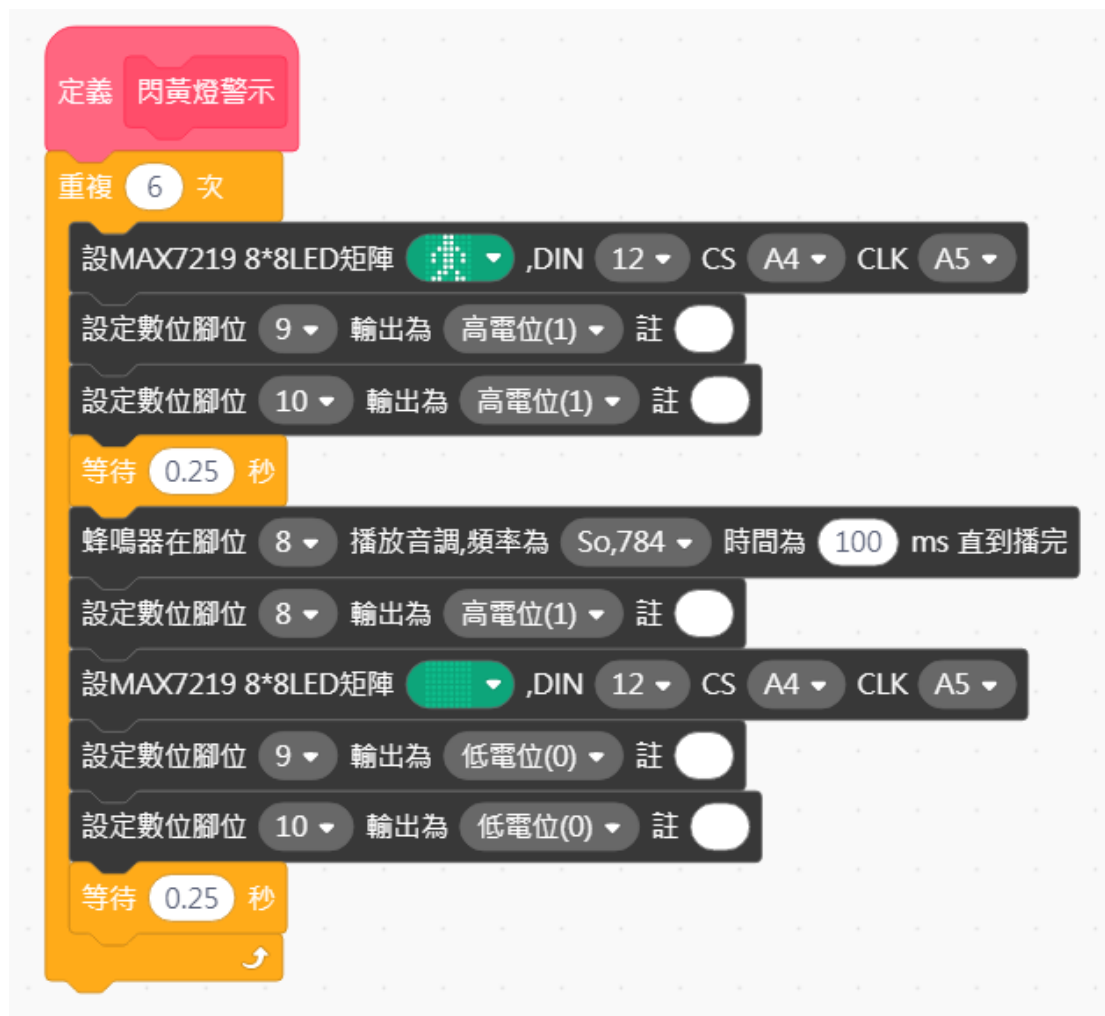 定義 閃黃燈警示
重複 6 次
設MAX7219 8*8LED矩陣 ,DIN 12 CS A4 CLK A5
設定數位腳位 9 輸出為 高電位(1) 註
設定數位腳位 10 輸出為 高電位(1) 註
等待 0.25 秒
蜂鳴器在腳位 8 播放音調,頻率為 So,784 時間為 100 ms 直到播完
設定數位腳位 8 輸出為 高電位(1) 註
設MAX7219 8*8LED矩陣 ,DIN 12 CS A4 CLK A5
設定數位腳位 9 輸出為 低電位(0) 註
設定數位腳位 10 輸出為 低電位(0) 註
等待 0.25 秒